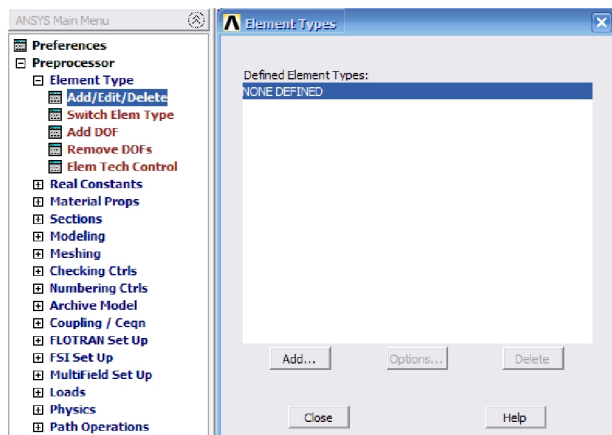 ANSYS Main Menu
Preferences
Preprocessor
Element Type
Add/Edit/Delete
Switch Elem Type
Add DOF
Remove DOFs
Elem Tech Control
Real Constants
Material Props
Sections
Modeling
Meshing
Checking Ctrls
Numbering Ctrls
Archive Model
Coupling / Ceqn
FLOTRAN Set Up
FSI Set Up
MultiField Set Up
Loads
Physics
Path Operations
Element Types
Defined Element Types:
NONE DEFINED
Add...
Options...
Delete
Close
Help